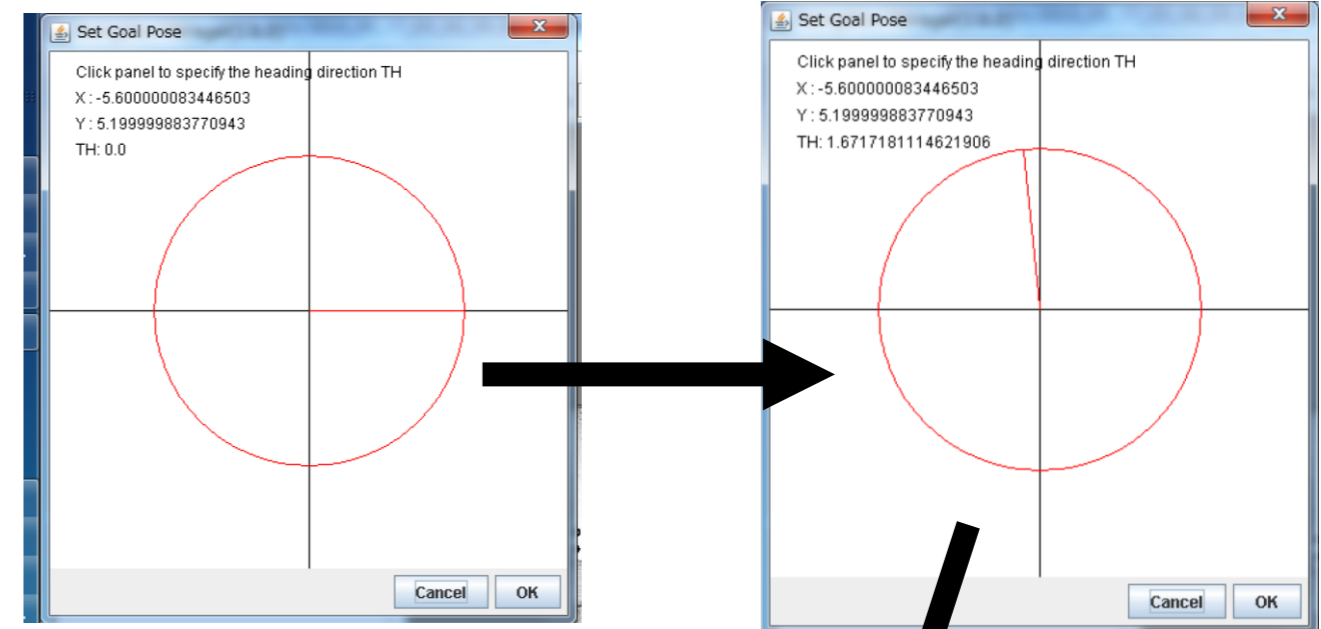 Set Goal Pose
Click panel to specify the heading direction TH
X : -5.600000083446503
Y : 5.199999883770943
TH: 0.0
Cancel
OK
Set Goal Pose
Click panel to specify the heading direction TH
X : -5.600000083446503
Y : 5.199999883770943
TH: 1.6717181114621906
Cancel
OK